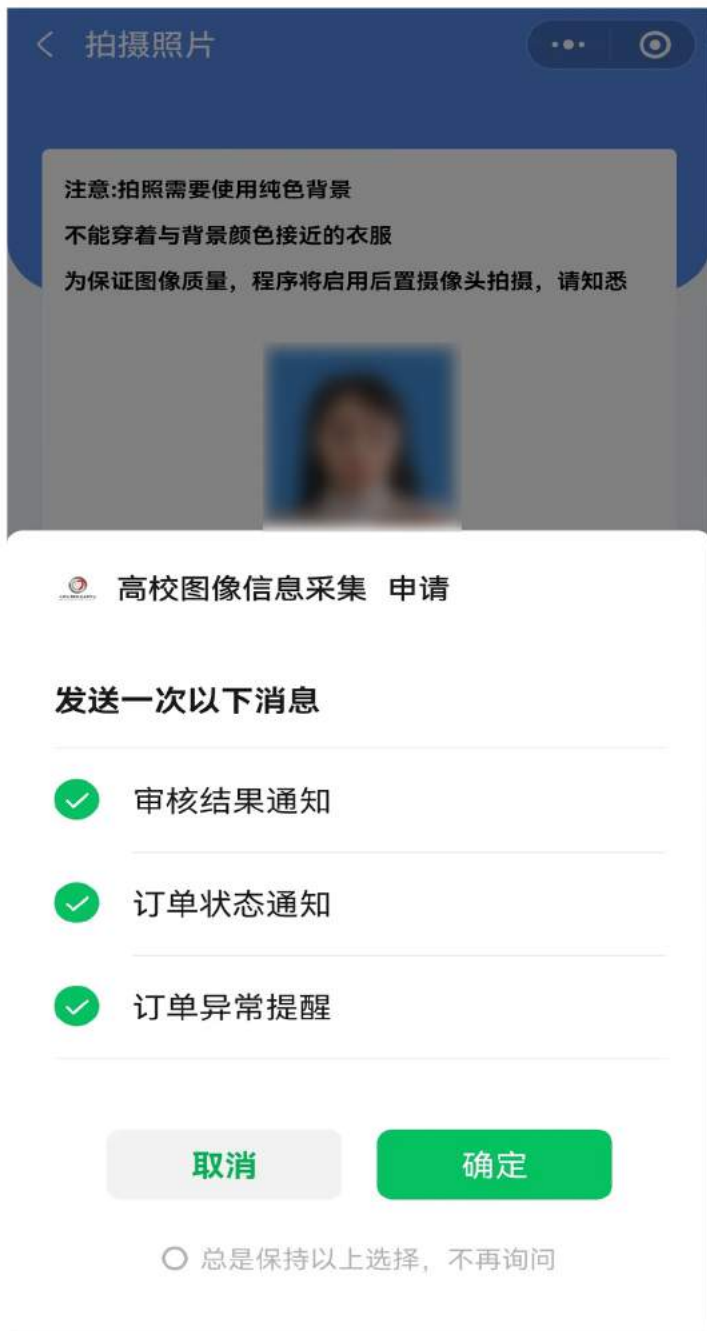 拍摄照片
注意:拍照需要使用纯色背景
不能穿着与背景颜色接近的衣服
为保证图像质量，程序将启用后置摄像头拍摄，请知悉
高校图像信息采集 申请
发送一次以下消息
审核结果通知
订单状态通知
订单异常提醒
取消 确定
总是保持以上选择，不再询问